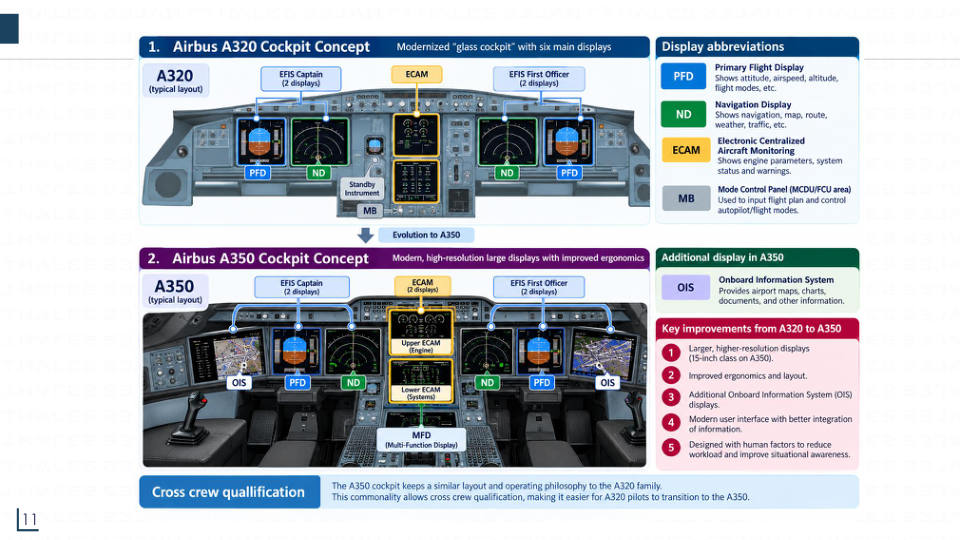 1. Airbus A320 Cockpit Concept
Modernized "glass cockpit" with six main displays
A320
(typical layout)
EFIS Captain
(2 displays)
ECAM
EFIS First Officer
(2 displays)
PFD
ND
Standby
Instrument
MB
ND
PFD
Evolution to A350
Display abbreviations
PFD
Primary Flight Display
Shows attitude, airspeed, altitude,
flight modes, etc.
ND
Navigation Display
Shows navigation, map, route,
weather, traffic, etc.
ECAM
Electronic Centralized
Aircraft Monitoring
Shows engine parameters, system
status and warnings.
MB
Mode Control Panel (MCDU/FCU area)
Used to input flight plan and control
autopilot/flight modes.
2. Airbus A350 Cockpit Concept
Modern, high-resolution large displays with improved ergonomics
A350
(typical layout)
EFIS Captain
(2 displays)
ECAM
(2 displays)
EFIS First Officer
(2 displays)
Upper ECAM
(Engine)
OIS
PFD
ND
Lower ECAM
(Systems)
ND
PFD
OIS
MFD
(Multi-Function Display)
Additional display in A350
OIS
Onboard Information System
Provides airport maps, charts,
documents, and other information.
Key improvements from A320 to A350
1 Larger, higher-resolution displays
(15-inch class on A350).
2 Improved ergonomics and layout.
3 Additional Onboard Information System (OIS)
displays.
4 Modern user interface with better integration
of information.
5 Designed with human factors to reduce
workload and improve situational awareness.
Cross crew quallification
The A350 cockpit keeps a similar layout and operating philosophy to the A320 family.
This commonality allows cross crew qualification, making it easier for A320 pilots to transition to the A350.
11